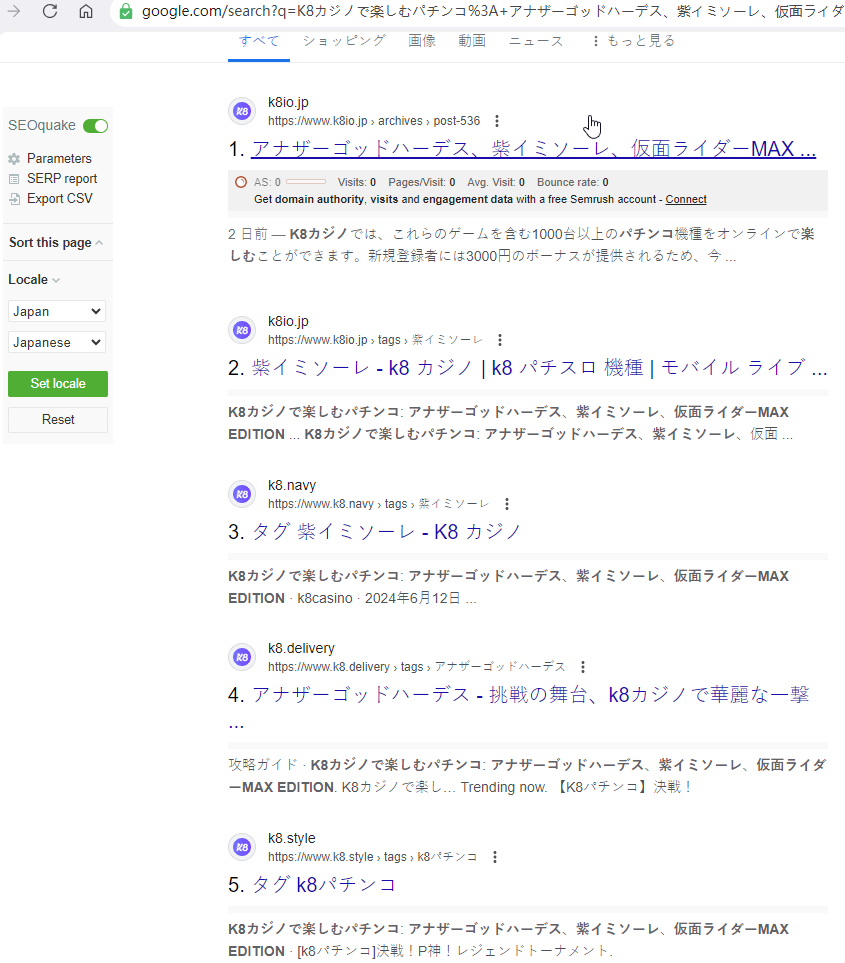 google.com/search?q=K8カジノで楽しむパチンコ%3A+アナザーゴッドハーデス、紫イミソーレ、仮面ライダ
すべて ショッピング 画像 動画 ニュース もっと見る
SEOquake
Parameters
SERP report
Export CSV
Sort this page
Locale
Japan
Japanese
Set locale
Reset
K8
k8io.jp
https://www.k8io.jp › archives › post-536
1. アナザーゴッドハーデス、紫イミソーレ、仮面ライダーMAX ...
AS: 0 Visits: 0 Pages/Visit: 0 Avg. Visit: 0 Bounce rate: 0
Get domain authority, visits and engagement data with a free Semrush account - Connect
2 日前 — K8カジノでは、これらのゲームを含む1000台以上のパチンコ機種をオンラインで楽
しむことができます。新規登録者には3000円のボーナスが提供されるため、今 ...
K8
k8io.jp
https://www.k8io.jp › tags › 紫イミソーレ
2. 紫イミソーレ - k8 カジノ | k8 パチスロ 機種 | モバイル ライブ ...
K8カジノで楽しむパチンコ: アナザーゴッドハーデス、紫イミソーレ、仮面ライダーMAX
EDITION ... K8カジノで楽しむパチンコ: アナザーゴッドハーデス、紫イミソーレ、仮面 ...
K8
k8.navy
https://www.k8.navy › tags › 紫イミソーレ
3. タグ 紫イミソーレ - K8 カジノ
K8カジノで楽しむパチンコ: アナザーゴッドハーデス、紫イミソーレ、仮面ライダーMAX
EDITION · k8casino · 2024年6月12日 ...
K8
k8.delivery
https://www.k8.delivery › tags › アナザーゴッドハーデス
4. アナザーゴッドハーデス - 挑戦の舞台、k8カジノで華麗な一撃
...
攻略ガイド · K8カジノで楽しむパチンコ: アナザーゴッドハーデス、紫イミソーレ、仮面ライダ
ーMAX EDITION. K8カジノで楽し... Trending now. 【K8パチンコ】決戦！
K8
k8.style
https://www.k8.style › tags › k8パチンコ
5. タグ k8パチンコ
K8カジノで楽しむパチンコ: アナザーゴッドハーデス、紫イミソーレ、仮面ライダーMAX
EDITION · [k8パチンコ]決戦！P神！レジェンドトーナメント.